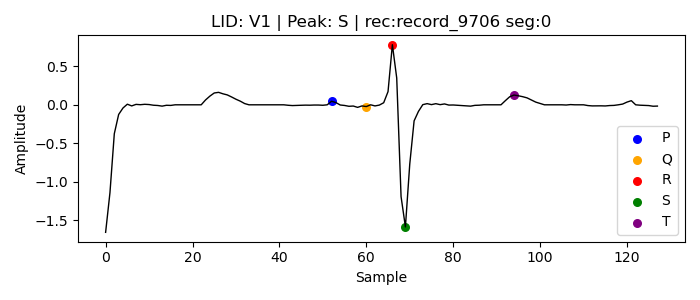 LID: V1 | Peak: S | rec:record_9706 seg:0
Amplitude
0.5
0.0
−0.5
−1.0
−1.5
P
Q
R
S
T
0 20 40 60 80 100 120
Sample